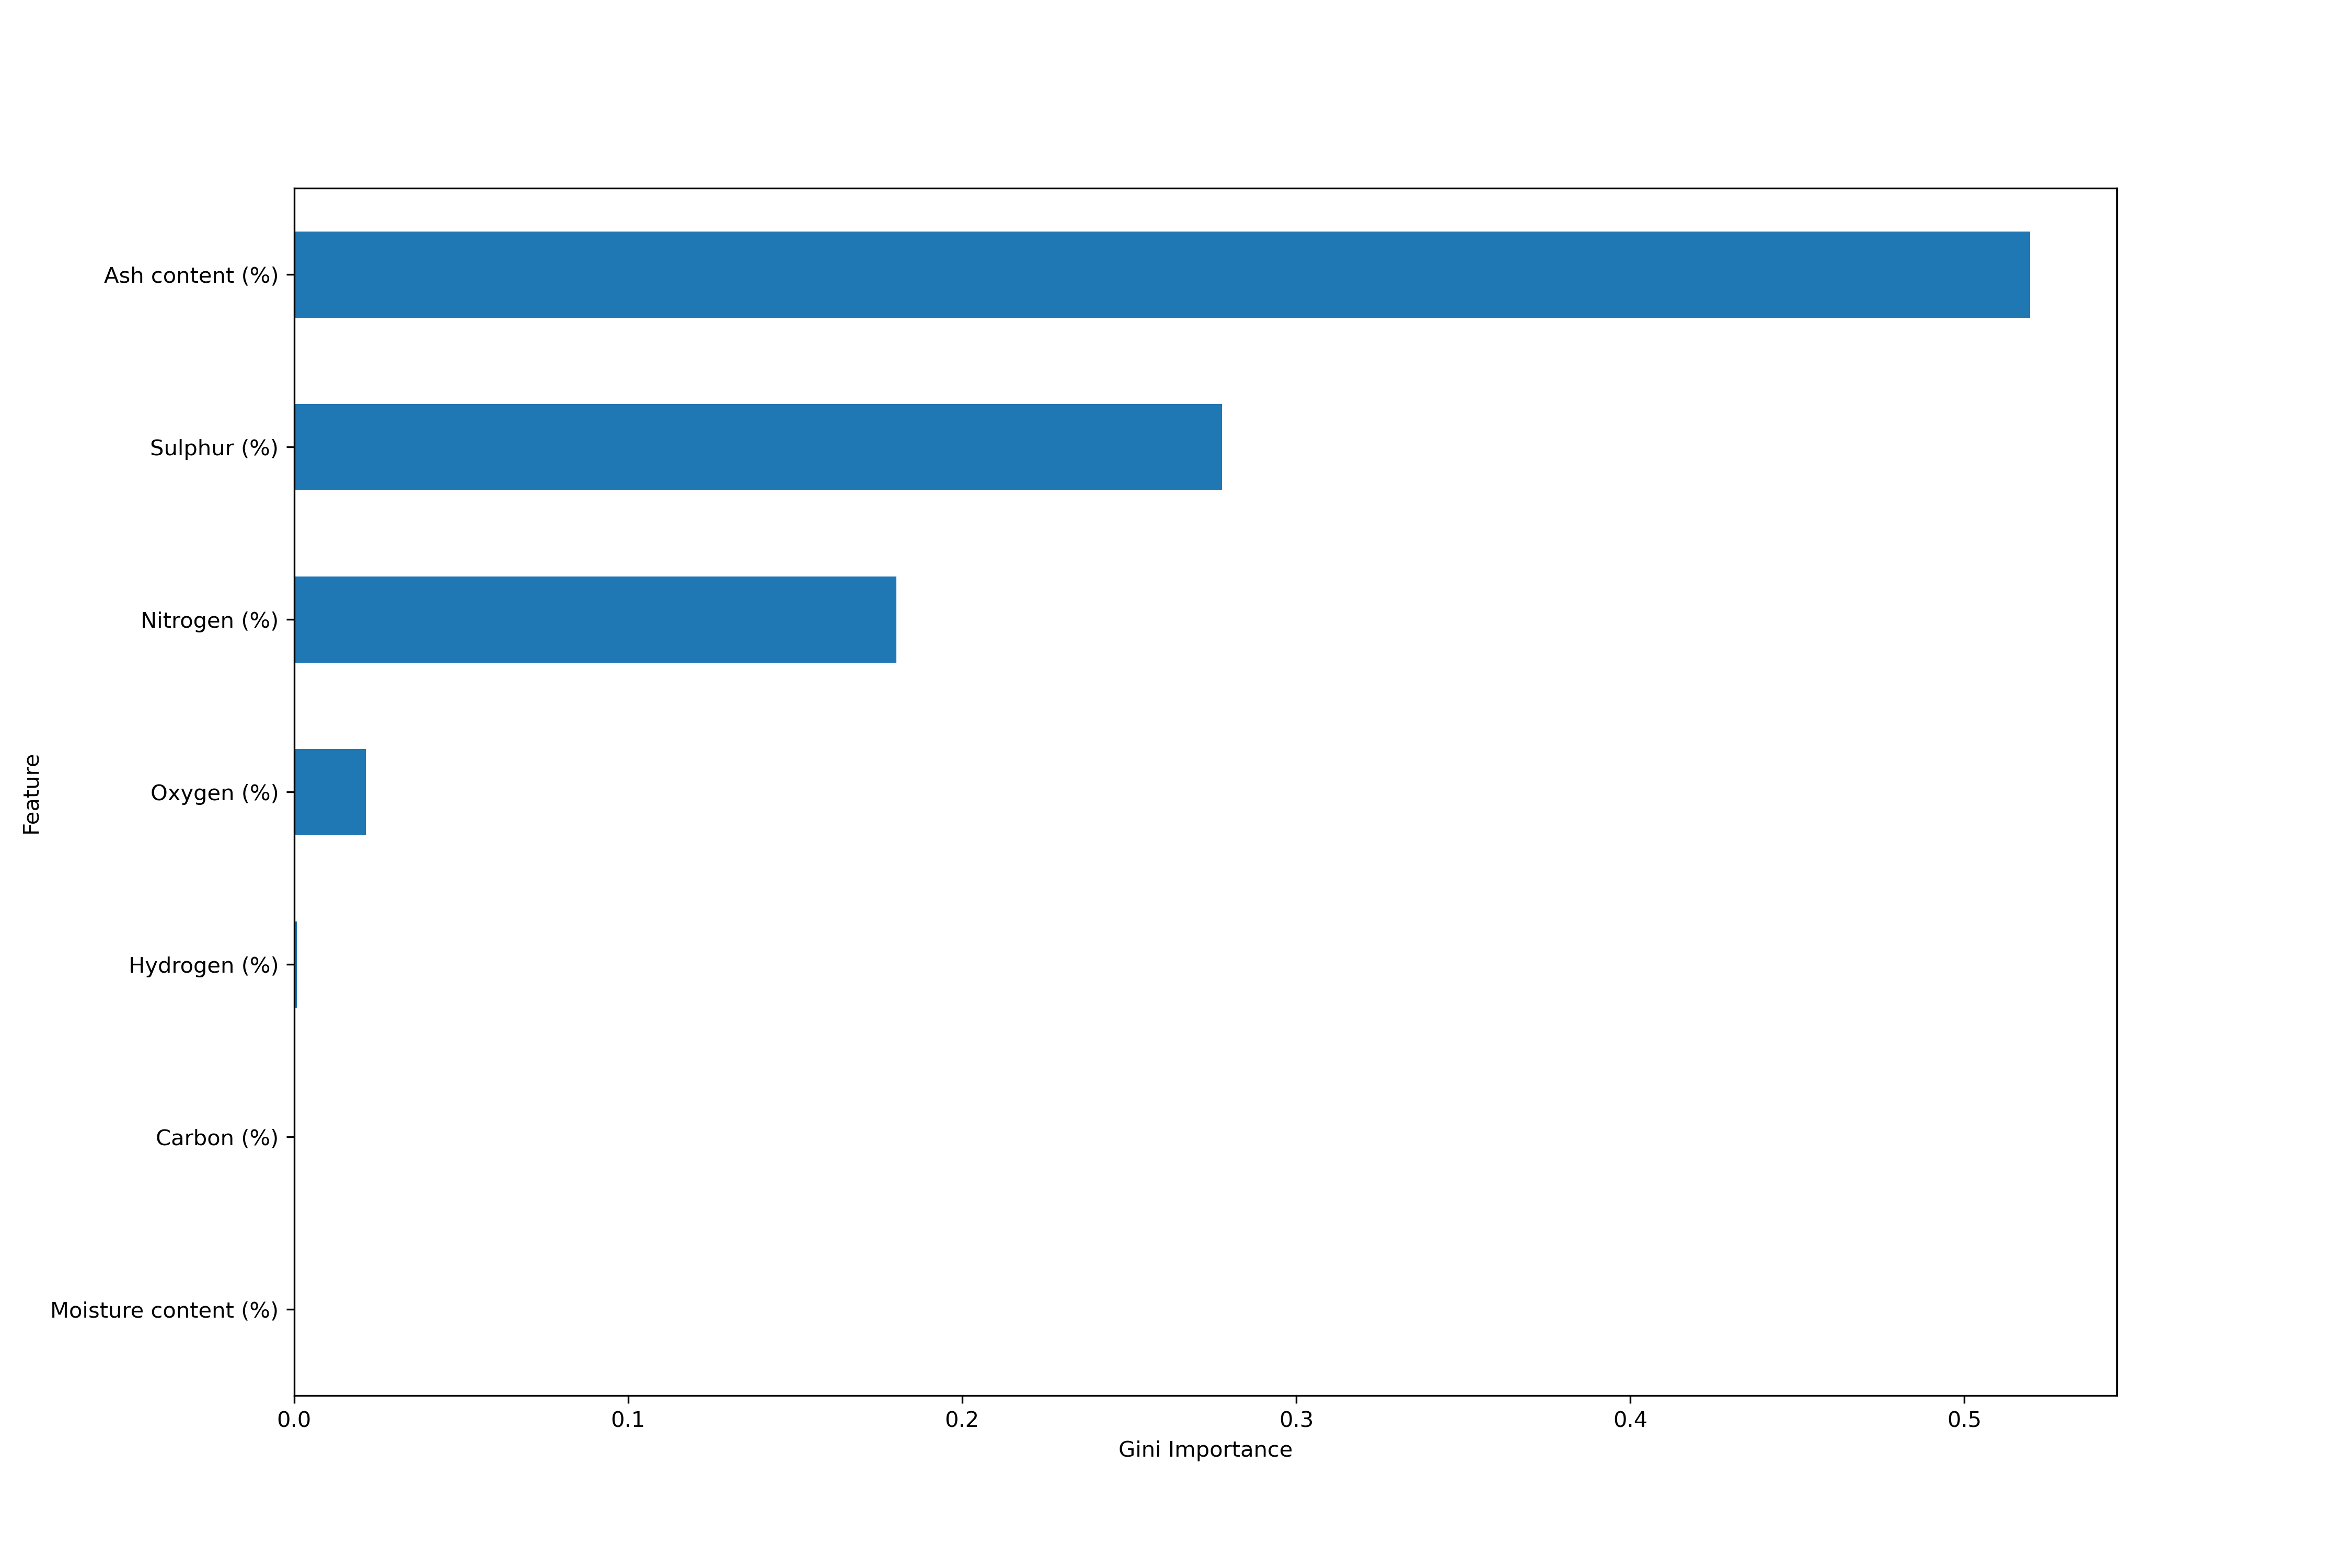 Ash content (%)
Sulphur (%)
Nitrogen (%)
Oxygen (%)
Hydrogen (%)
Carbon (%)
Moisture content (%)
Feature
0.0 0.1 0.2 0.3 0.4 0.5
Gini Importance